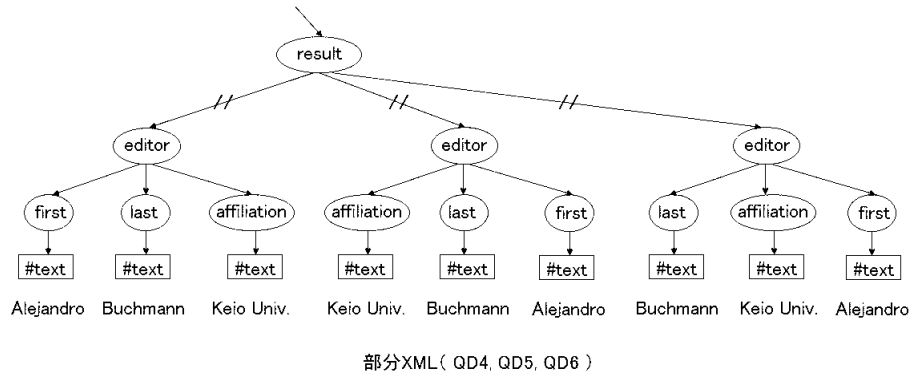 result
// // //
editor editor editor
first last affiliation affiliation last first last affiliation first
#text #text #text #text #text #text #text #text #text
Alejandro Buchmann Keio Univ. Keio Univ. Buchmann Alejandro Buchmann Keio Univ. Alejandro
部分XML( QD4, QD5, QD6 )